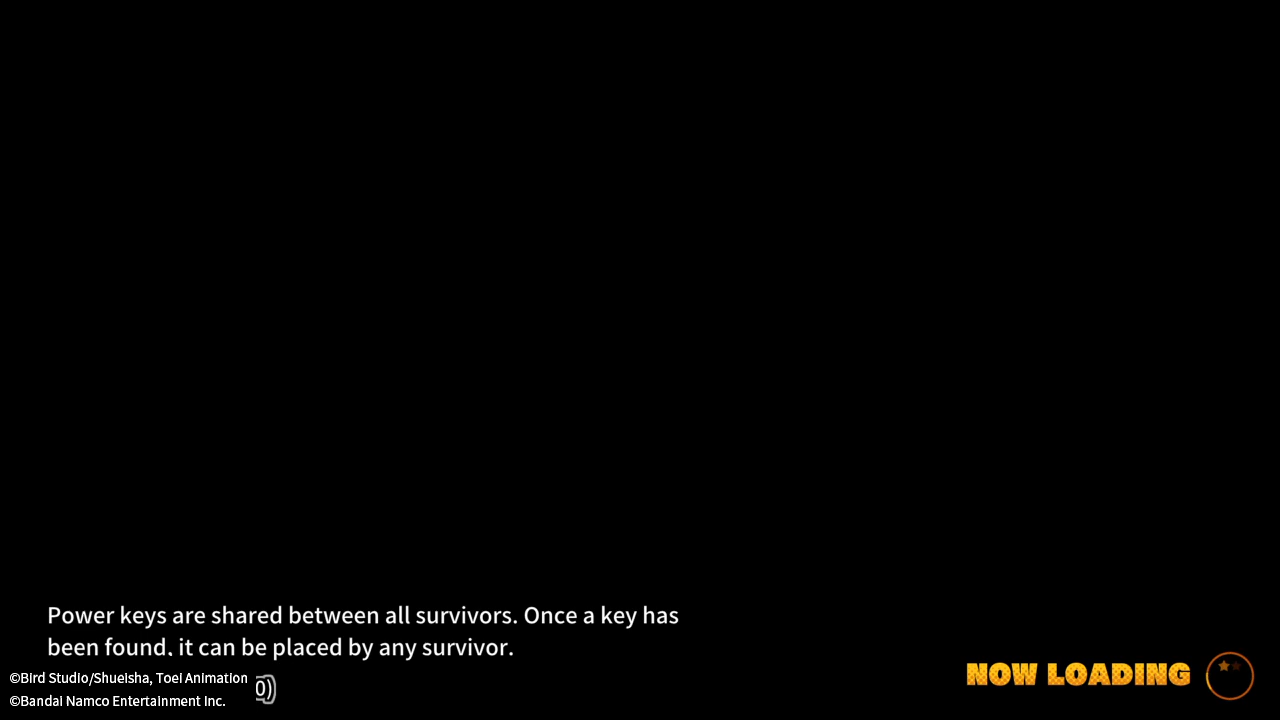 Power keys are shared between all survivors. Once a key has
been found, it can be placed by any survivor.
©Bird Studio/Shueisha, Toei Animation
©Bandai Namco Entertainment Inc.
NOW LOADING